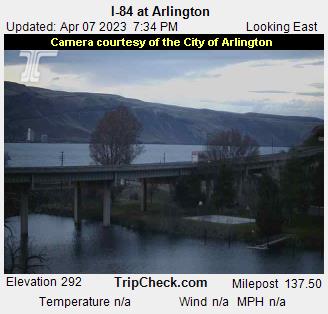 I-84 at Arlington
Updated: Apr 07 2023 7:34 PM Looking East
Camera courtesy of the City of Arlington
Elevation 292 TripCheck.com Milepost 137.50
Temperature n/a Wind n/a MPH n/a